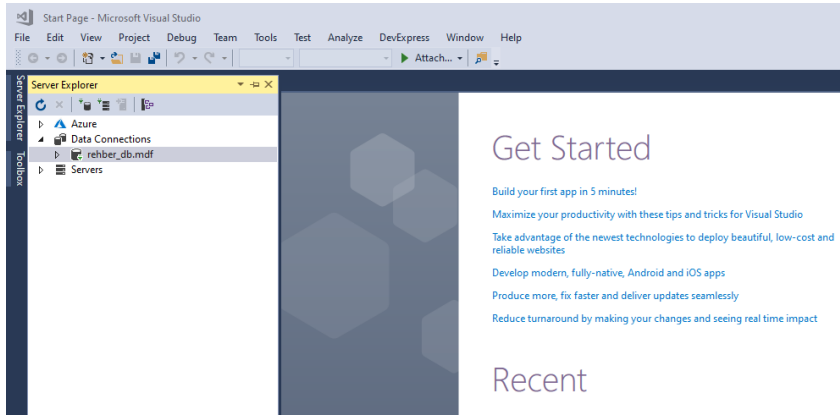 Start Page - Microsoft Visual Studio
File Edit View Project Debug Team Tools Test Analyze DevExpress Window Help
Attach...
Server Explorer
Toolbox
Server Explorer
Azure
Data Connections
rehber_db.mdf
Servers
Get Started
Build your first app in 5 minutes!
Maximize your productivity with these tips and tricks for Visual Studio
Take advantage of the newest technologies to deploy beautiful, low-cost and
reliable websites
Develop modern, fully-native, Android and iOS apps
Produce more, fix faster and deliver updates seamlessly
Reduce turnaround by making your changes and seeing real time impact
Recent